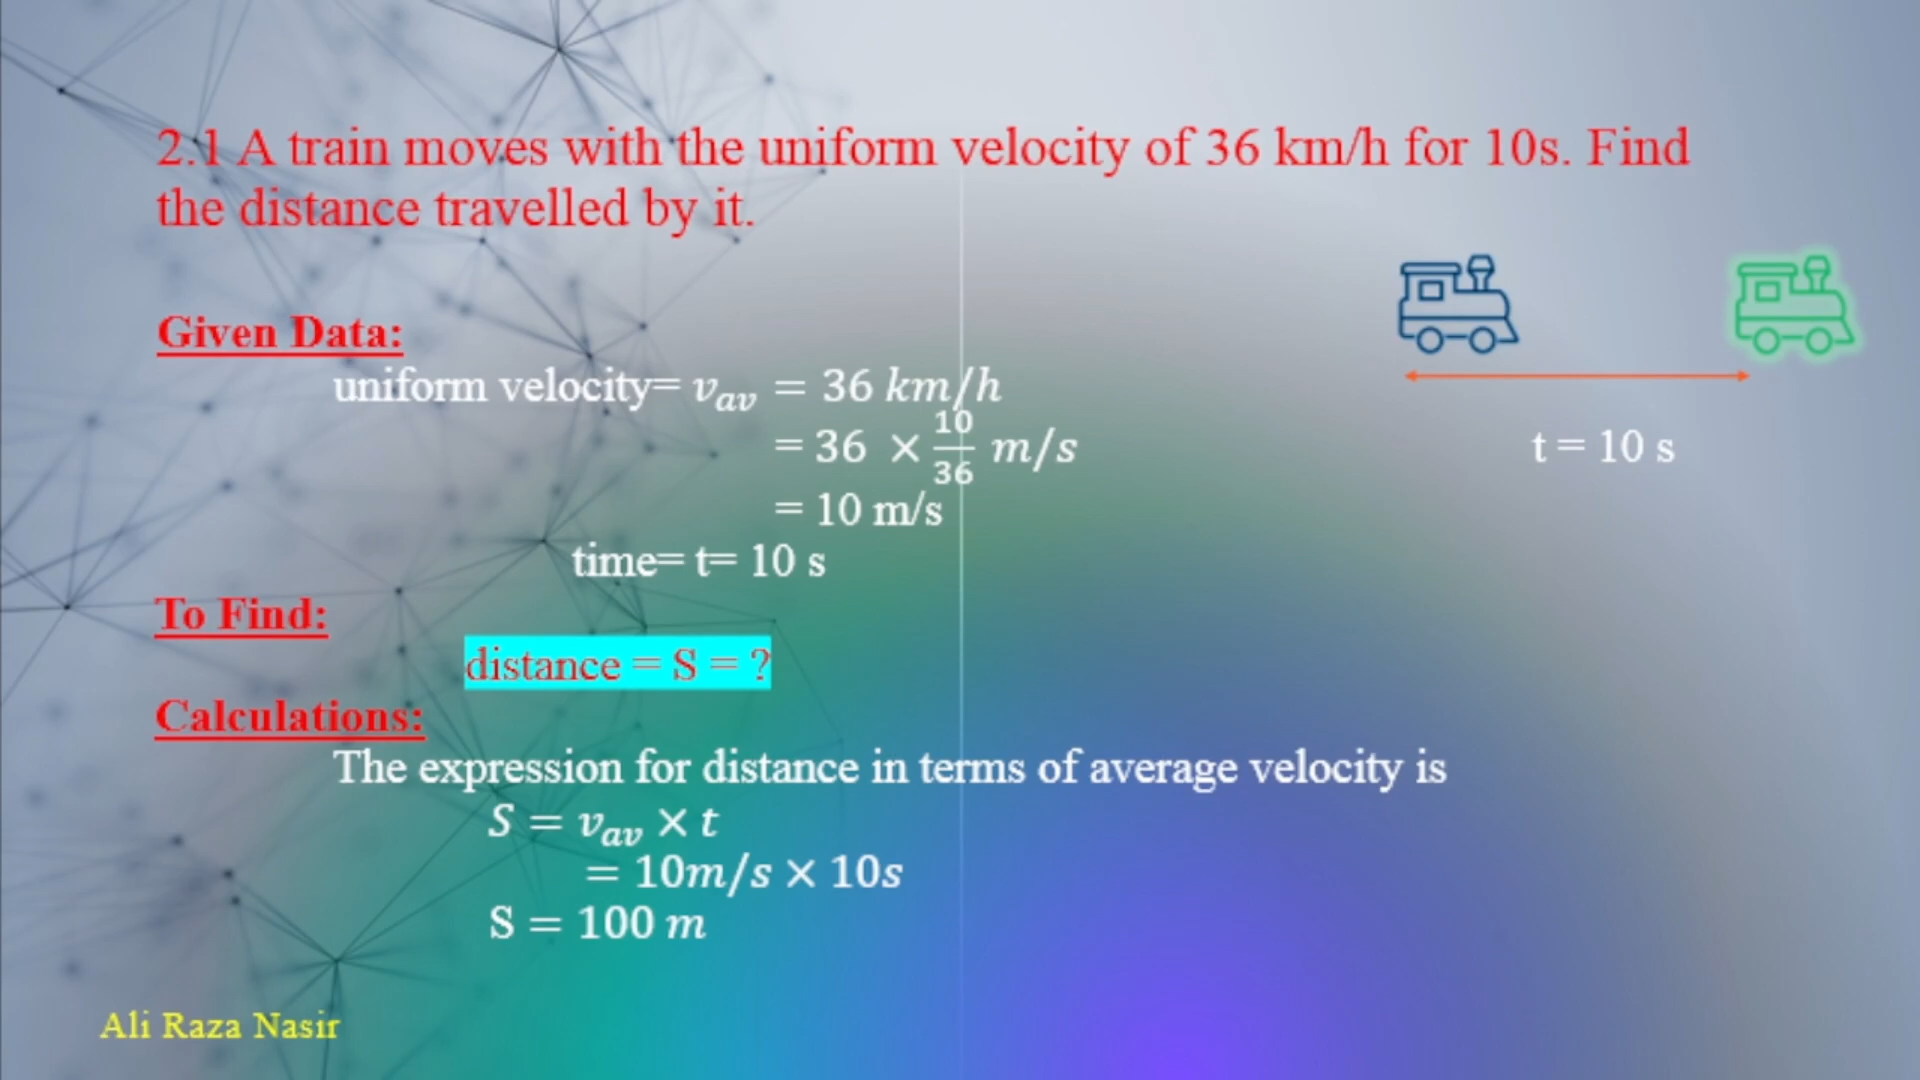 2.1 A train moves with the uniform velocity of 36 km/h for 10s. Find
the distance travelled by it.
Given Data:
uniform velocity= v_av = 36 km/h
= 36 × 10/36 m/s
= 10 m/s
time= t= 10 s
t = 10 s
To Find:
distance = S = ?
Calculations:
The expression for distance in terms of average velocity is
S = v_av × t
= 10m/s × 10s
S = 100 m
Ali Raza Nasir